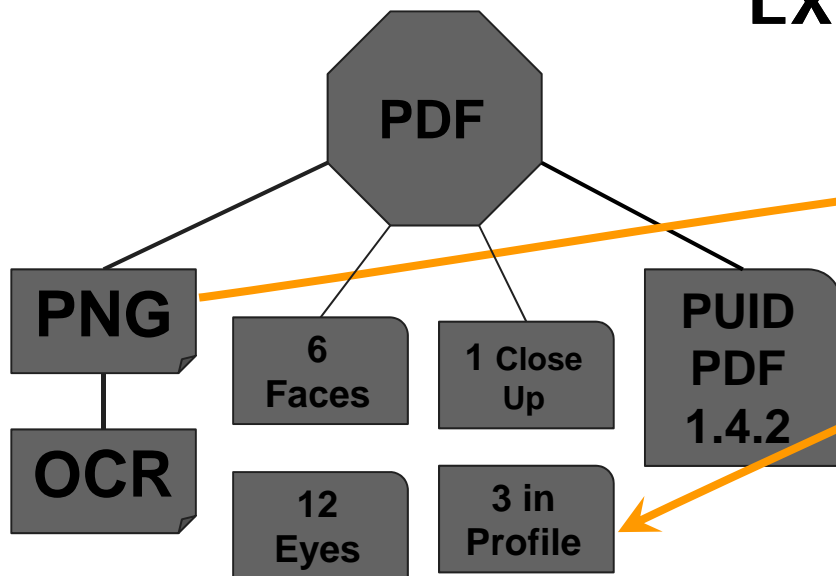 PDF
PNG
6
Faces
1 Close
Up
PUID
PDF
1.4.2
OCR
12
Eyes
3 in
Profile